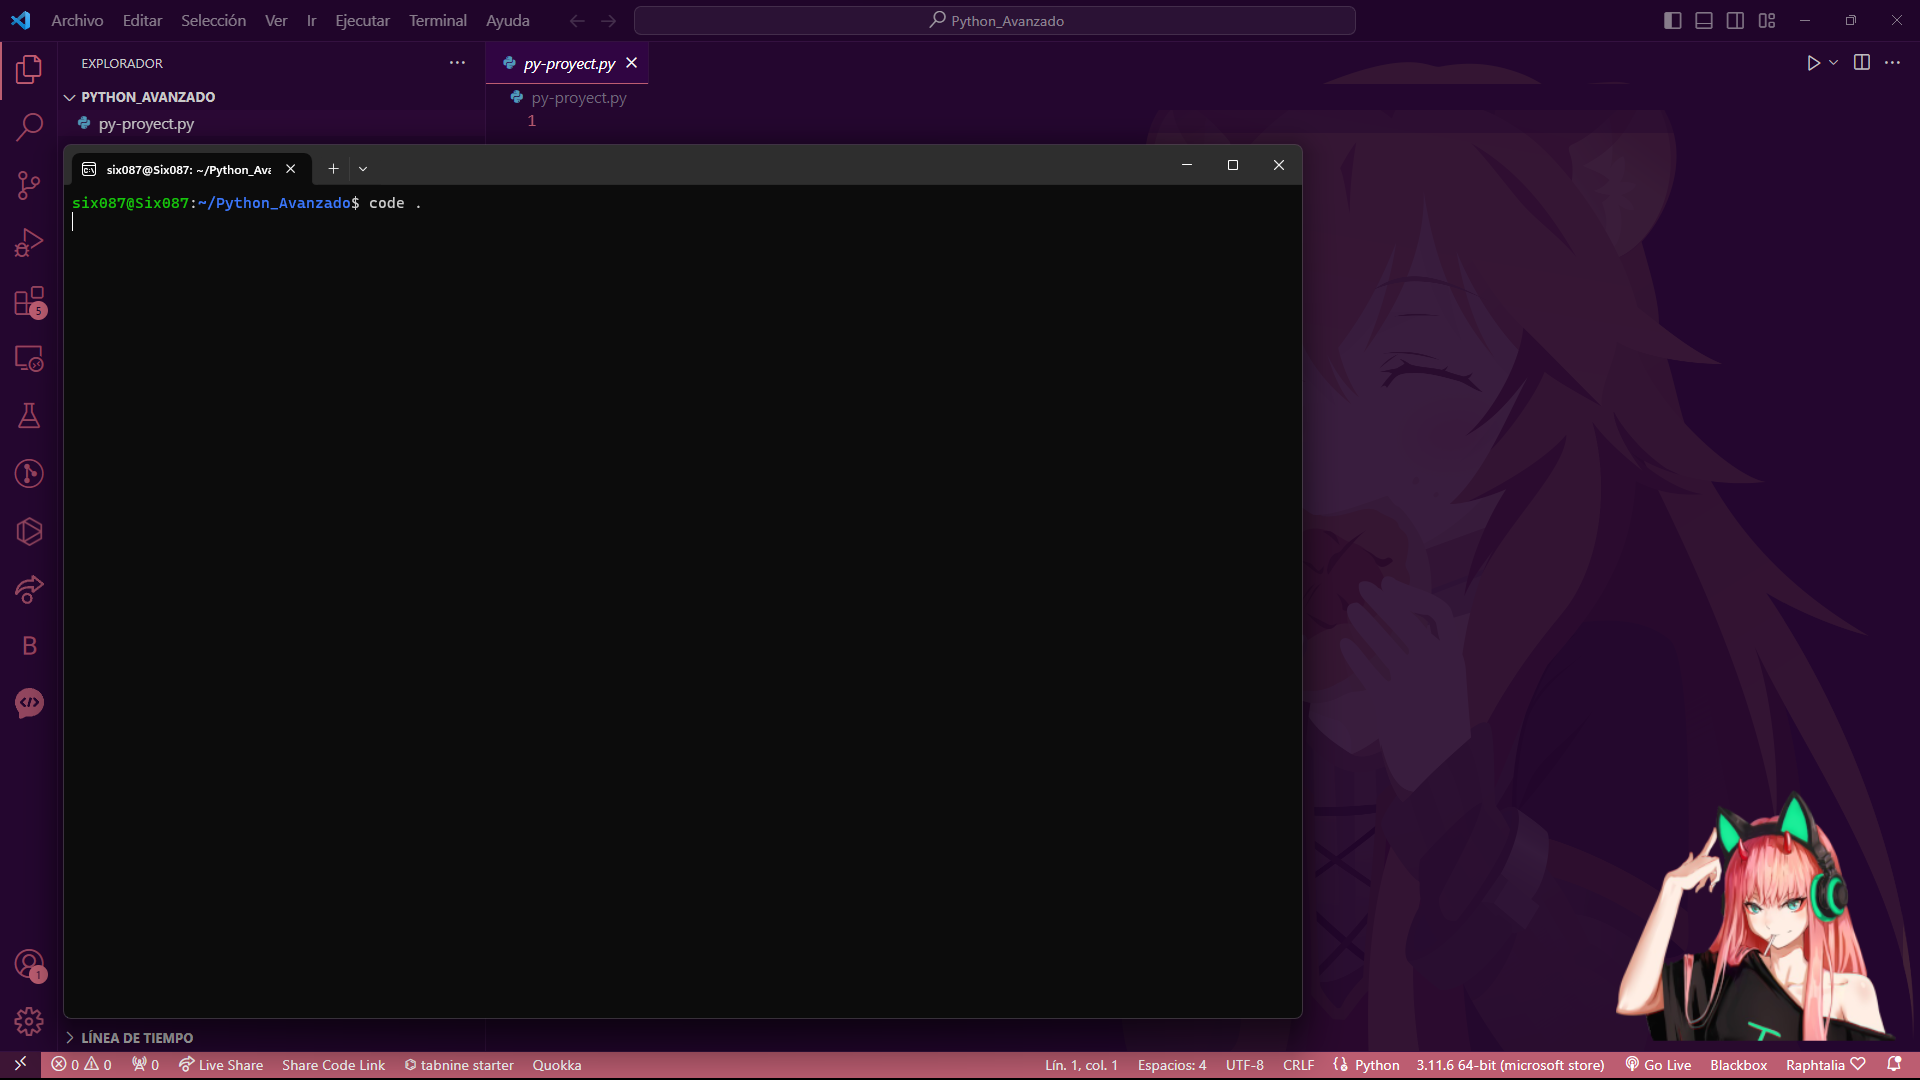 Archivo Editar Selección Ver Ir Ejecutar Terminal Ayuda
Python_Avanzado
EXPLORADOR
py-proyect.py
PYTHON_AVANZADO
py-proyect.py
py-proyect.py
1
six087@Six087: ~/Python_Ava
six087@Six087:~/Python_Avanzado$ code .
5
B
1
LÍNEA DE TIEMPO
0 0 0 Live Share Share Code Link tabnine starter Quokka
Lín. 1, col. 1 Espacios: 4 UTF-8 CRLF Python 3.11.6 64-bit (microsoft store) Go Live Blackbox Raphtalia